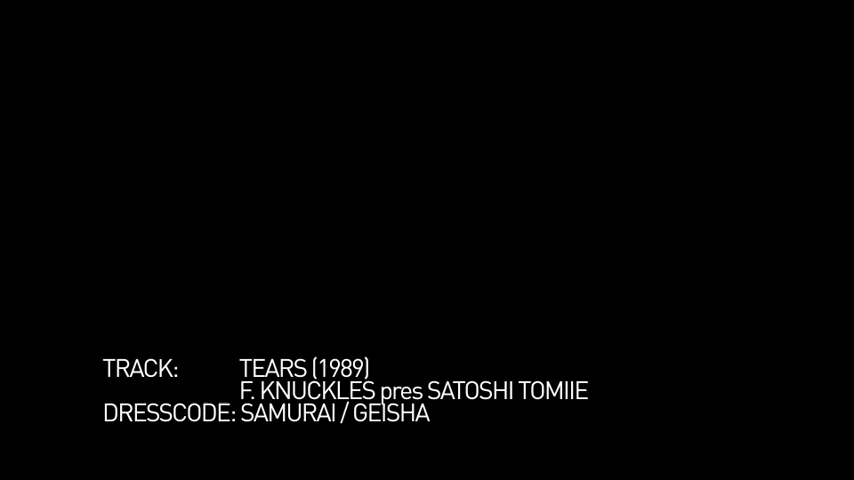 TRACK: TEARS (1989)
F. KNUCKLES pres SATOSHI TOMIIE
DRESSCODE: SAMURAI / GEISHA